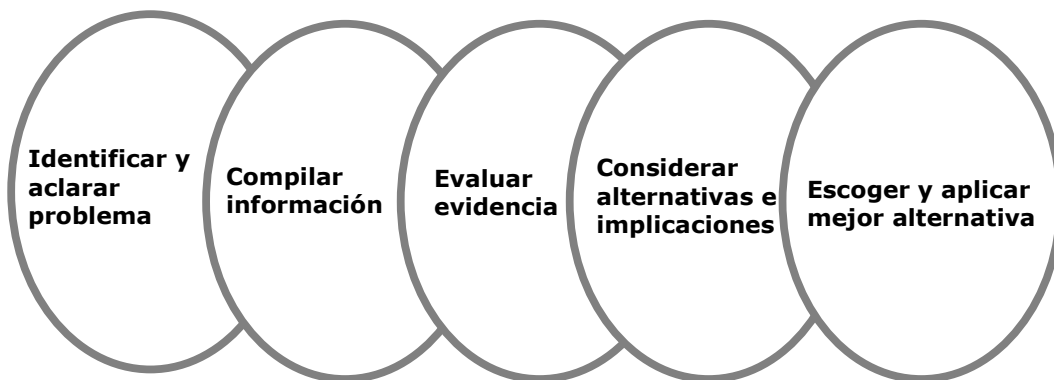 Identificar y
aclarar
problema
Compilar
información
Evaluar
evidencia
Considerar
alternativas e
implicaciones
Escoger y aplicar
mejor alternativa